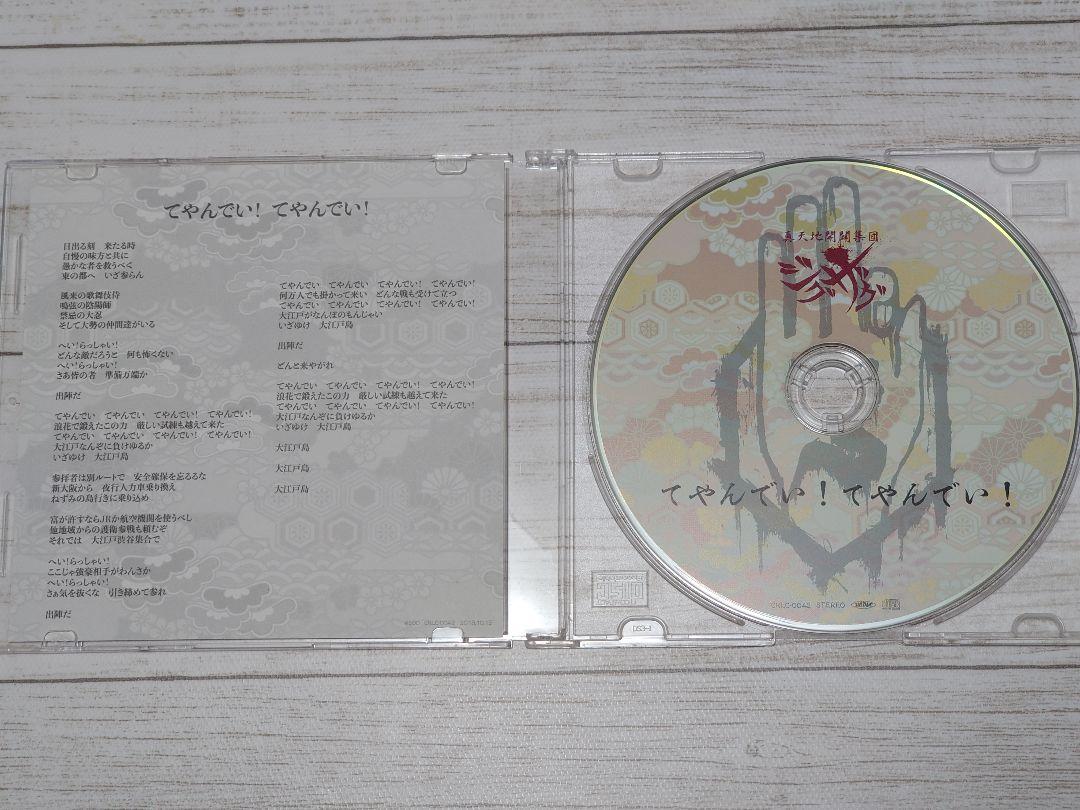 てやんでい！ てやんでい！
日出る刻　来たる時
自慢の味方と共に
愚かな者を救うべく
東の都へ　いざ参らん
風来の歌舞伎侍
鳴弦の陰陽師
禁忌の大忍
そして大勢の仲間達がいる
へい！らっしゃい！
どんな敵だろうと　何も怖くない
へい！らっしゃい！
さあ皆の者　準備万端か
出陣だ
てやんでい　てやんでい　てやんでい！　てやんでい！
浪花で鍛えたこの力　厳しい試練も越えて来た
てやんでい　てやんでい　てやんでい！　てやんでい！
大江戸なんぞに負けゆるか
いざゆけ　大江戸島
参拝者は別ルートで　安全確保を忘るるな
新大阪から　夜行人力車乗り換え
ねずみの島行きに乗り込め
富が許すならJRか航空機関を使うべし
他地域からの護衛参戦も頼むぞ
それでは　大江戸渋谷集合で
へい！らっしゃい！
ここじゃ強豪相手がわんさか
へい！らっしゃい！
さぁ気を抜くな　引き締めて参れ
出陣だ
てやんでい　てやんでい　てやんでい！　てやんでい！
何万人でも掛かって来い　どんな戦も受けて立つ
てやんでい　てやんでい　てやんでい！　てやんでい！
大江戸がなんぼのもんじゃい
いざゆけ　大江戸島
出陣だ
どんと来やがれ
てやんでい　てやんでい　てやんでい！　てやんでい！
浪花で鍛えたこの力　厳しい試練も越えて来た
てやんでい　てやんでい　てやんでい！　てやんでい！
大江戸なんぞに負けゆるか
いざゆけ　大江戸島
大江戸島
大江戸島
大江戸島
真天地開闢集団
ジグザグ
てやんでい！てやんでい！
STEREO